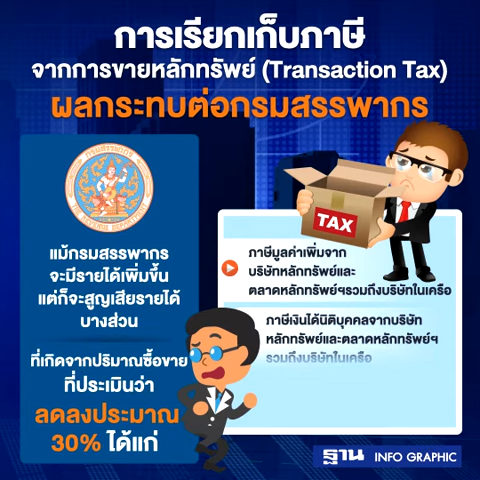 การเรียกเก็บภาษี
จากการขายหลักทรัพย์ (Transaction Tax)
ผลกระทบต่อกรมสรรพากร
กรมสรรพากร
แม้กรมสรรพากร
จะมีรายได้เพิ่มขึ้น
แต่ก็จะสูญเสียรายได้
บางส่วน
ที่เกิดจากปริมาณซื้อขาย
ที่ประเมินว่า
ลดลงประมาณ
30% ได้แก่
TAX
ภาษีมูลค่าเพิ่มจาก
บริษัทหลักทรัพย์และ
ตลาดหลักทรัพย์ฯรวมถึงบริษัทในเครือ
ภาษีเงินได้นิติบุคคลจากบริษัท
หลักทรัพย์และตลาดหลักทรัพย์ฯ
รวมถึงบริษัทในเครือ
ฐาน INFO GRAPHIC